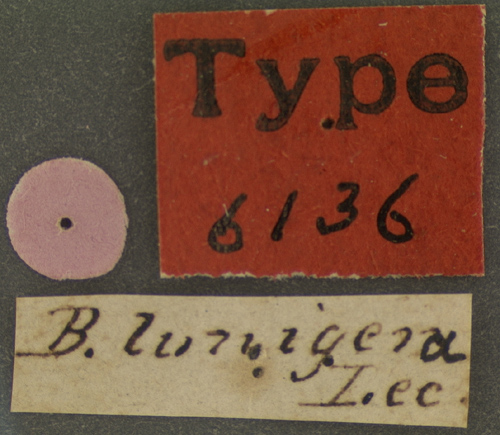 Type
6136
B. lunigera
Lec.